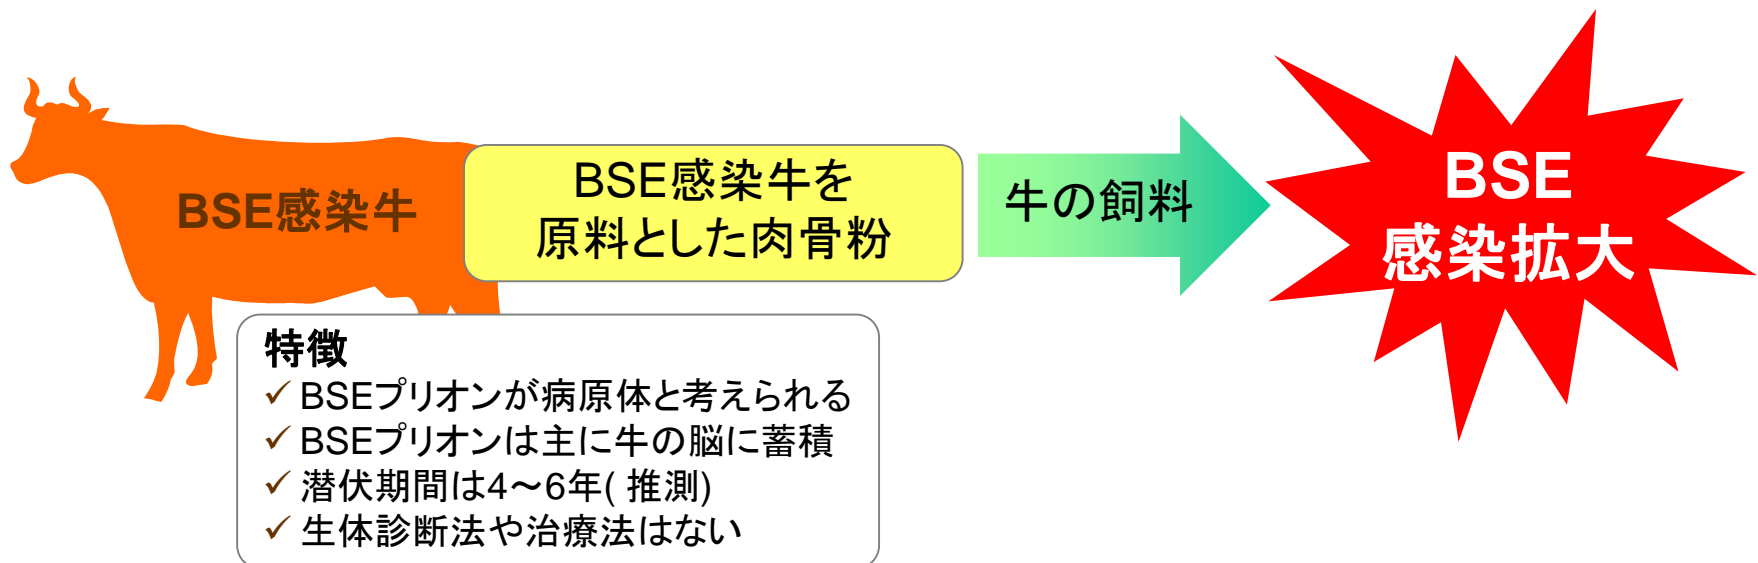 BSE感染牛
BSE感染牛を
原料とした肉骨粉
牛の飼料
BSE
感染拡大
特徴
✓ BSEプリオンが病原体と考えられる
✓ BSEプリオンは主に牛の脳に蓄積
✓ 潜伏期間は4～6年( 推測)
✓ 生体診断法や治療法はない